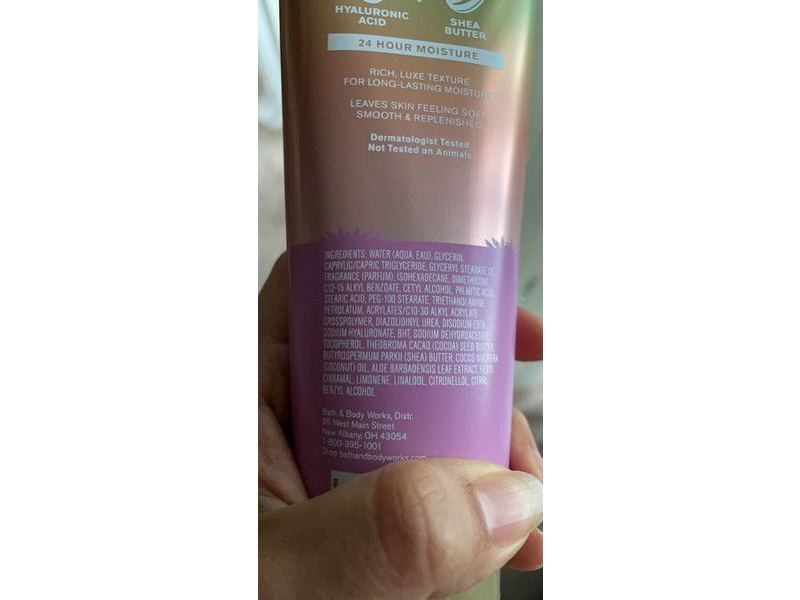 HYALURONIC
ACID
SHEA
BUTTER
24 HOUR MOISTURE
RICH, LUXE TEXTURE
FOR LONG-LASTING MOISTURE
LEAVES SKIN FEELING SOFT
SMOOTH & REPLENISHED
Dermatologist Tested
Not Tested on Animals
INGREDIENTS: WATER (AQUA, EAU), GLYCERIN,
CAPRYLIC/CAPRIC TRIGLYCERIDE, GLYCERYL STEARATE SE,
FRAGRANCE (PARFUM), ISOHEXADECANE, DIMETHICONE,
C12-15 ALKYL BENZOATE, CETYL ALCOHOL, PALMITIC ACID,
STEARIC ACID, PEG-100 STEARATE, TRIETHANOLAMINE,
PETROLATUM, ACRYLATES/C10-30 ALKYL ACRYLATE
CROSSPOLYMER, DIAZOLIDINYL UREA, DISODIUM EDTA,
SODIUM HYALURONATE, BHT, SODIUM DEHYDROACETATE,
TOCOPHEROL, THEOBROMA CACAO (COCOA) SEED BUTTER,
BUTYROSPERMUM PARKII (SHEA) BUTTER, COCOS NUCIFERA
(COCONUT) OIL, ALOE BARBADENSIS LEAF EXTRACT,
CINNAMAL, LIMONENE, LINALOOL, CITRONELLOL, CITRAL,
BENZYL ALCOHOL.
Bath & Body Works, Distr.
95 West Main Street
New Albany, OH 43054
1-800-395-1001
Shop bathandbodyworks.com